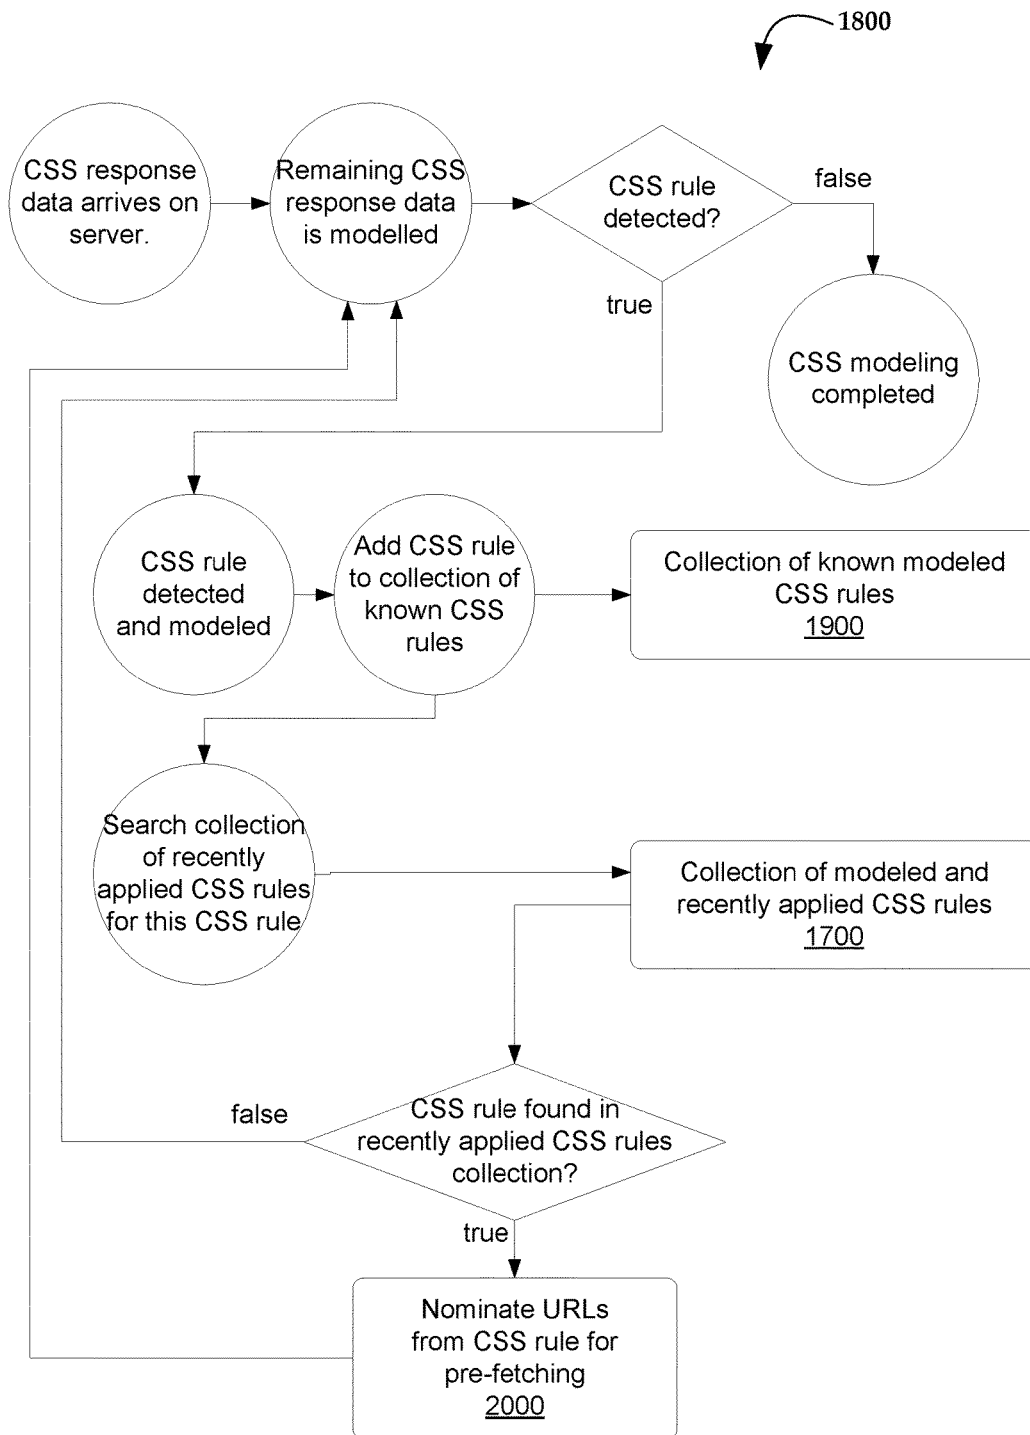 1800
CSS response
data arrives on
server.
Remaining CSS
response data
is modelled
CSS rule
detected?
false
true
CSS modeling
completed
CSS rule
detected
and modeled
Add CSS rule
to collection of
known CSS
rules
Collection of known modeled
CSS rules
1900
Search collection
of recently
applied CSS rules
for this CSS rule
Collection of modeled and
recently applied CSS rules
1700
false
CSS rule found in
recently applied CSS rules
collection?
true
Nominate URLs
from CSS rule for
pre-fetching
2000